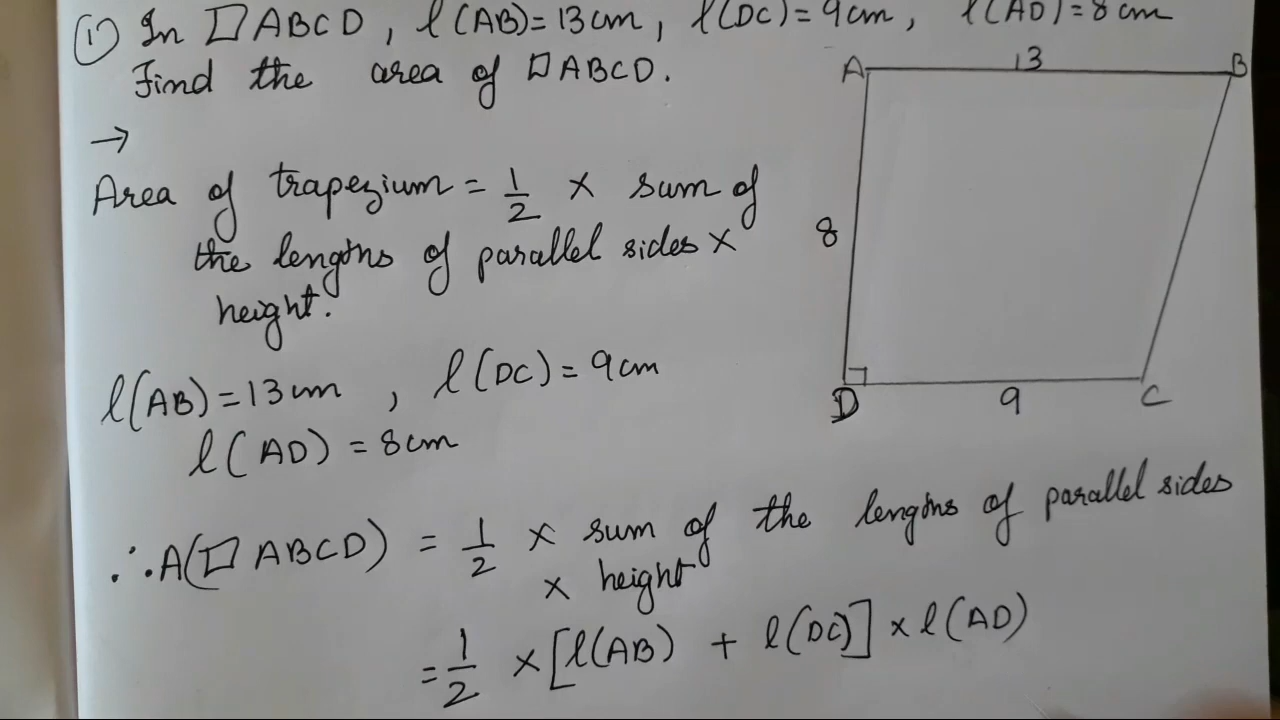 (1) In □ABCD, l(AB)=13cm, l(DC)=9cm, l(AD)=8cm
Find the area of □ABCD.
→
Area of trapezium = 1/2 × sum of
the lengths of parallel sides ×
height.
l(AB)=13cm, l(DC)=9cm
l(AD)=8cm
A 13 B
8
D 9 C
∴A(□ABCD) = 1/2 × sum of the lengths of parallel sides
× height
=1/2 ×[l(AB) + l(DC)]×l(AD)